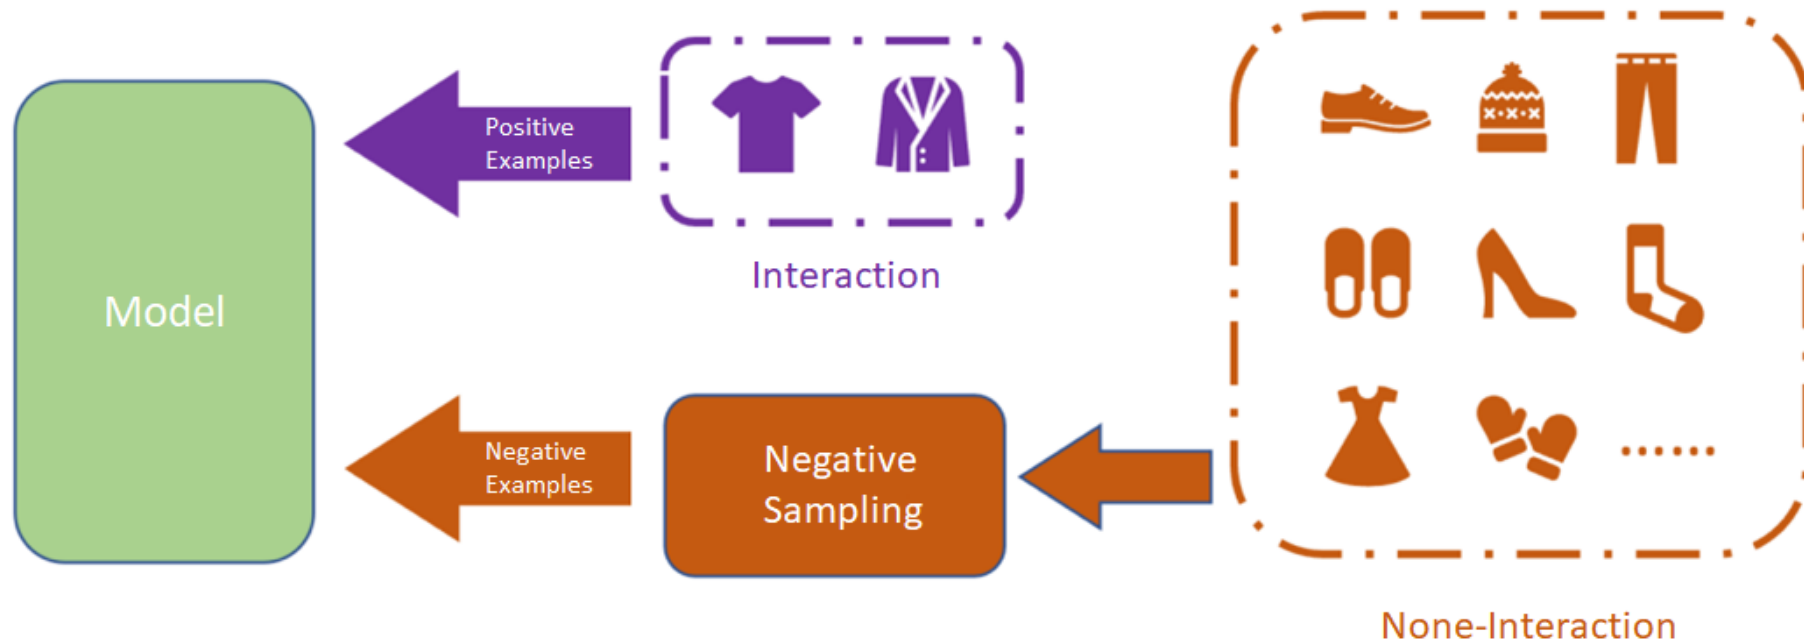 Positive
Examples
Interaction
Model
Negative
Examples
Negative
Sampling
None-Interaction